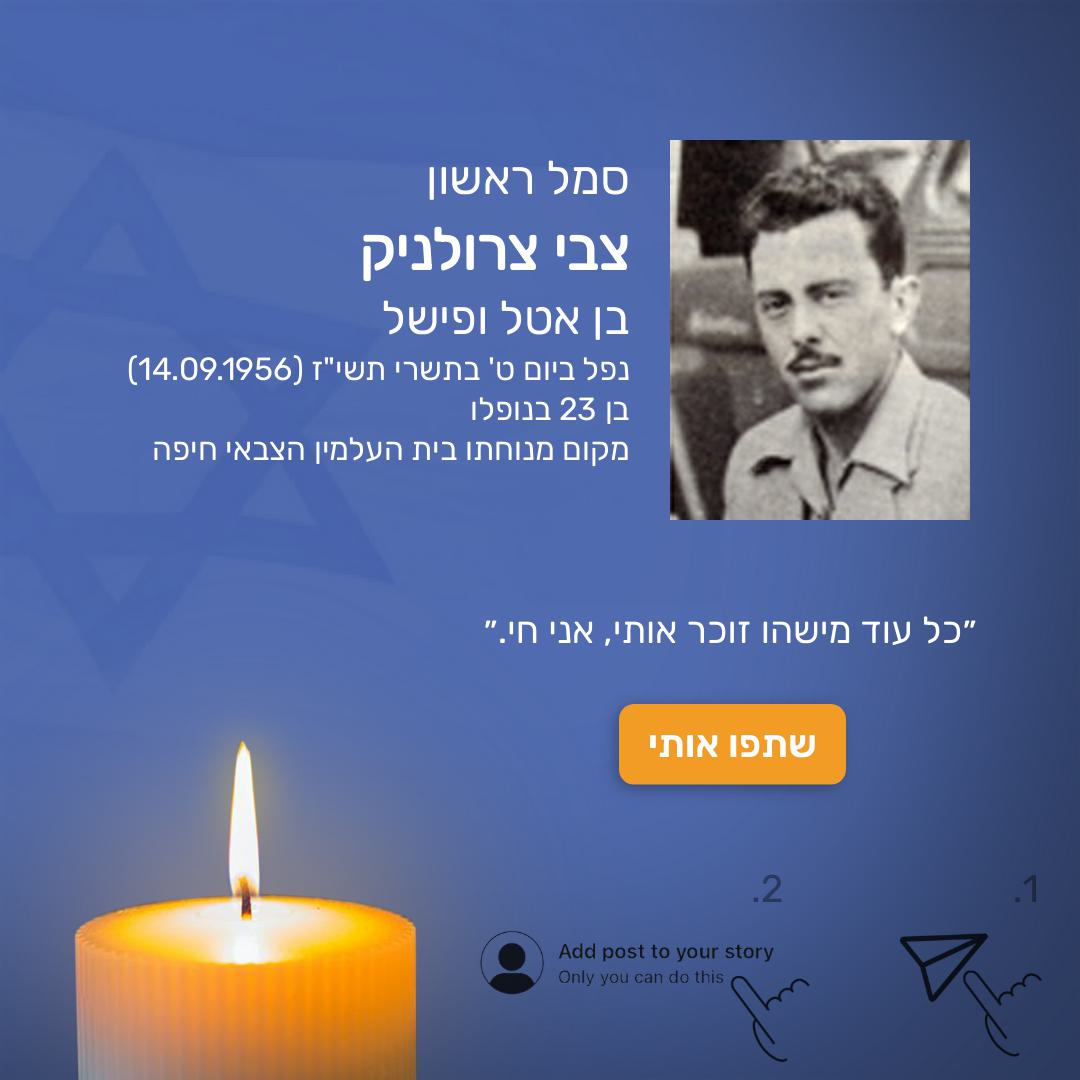 סמל ראשון
צבי צרולניק
בן אטל ופישל
נפל ביום ט' בתשרי תשי"ז (14.09.1956)
בן 23 בנופלו
מקום מנוחתו בית העלמין הצבאי חיפה
״כל עוד מישהו זוכר אותי, אני חי.״
שתפו אותי
1.
2.
Add post to your story
Only you can do this